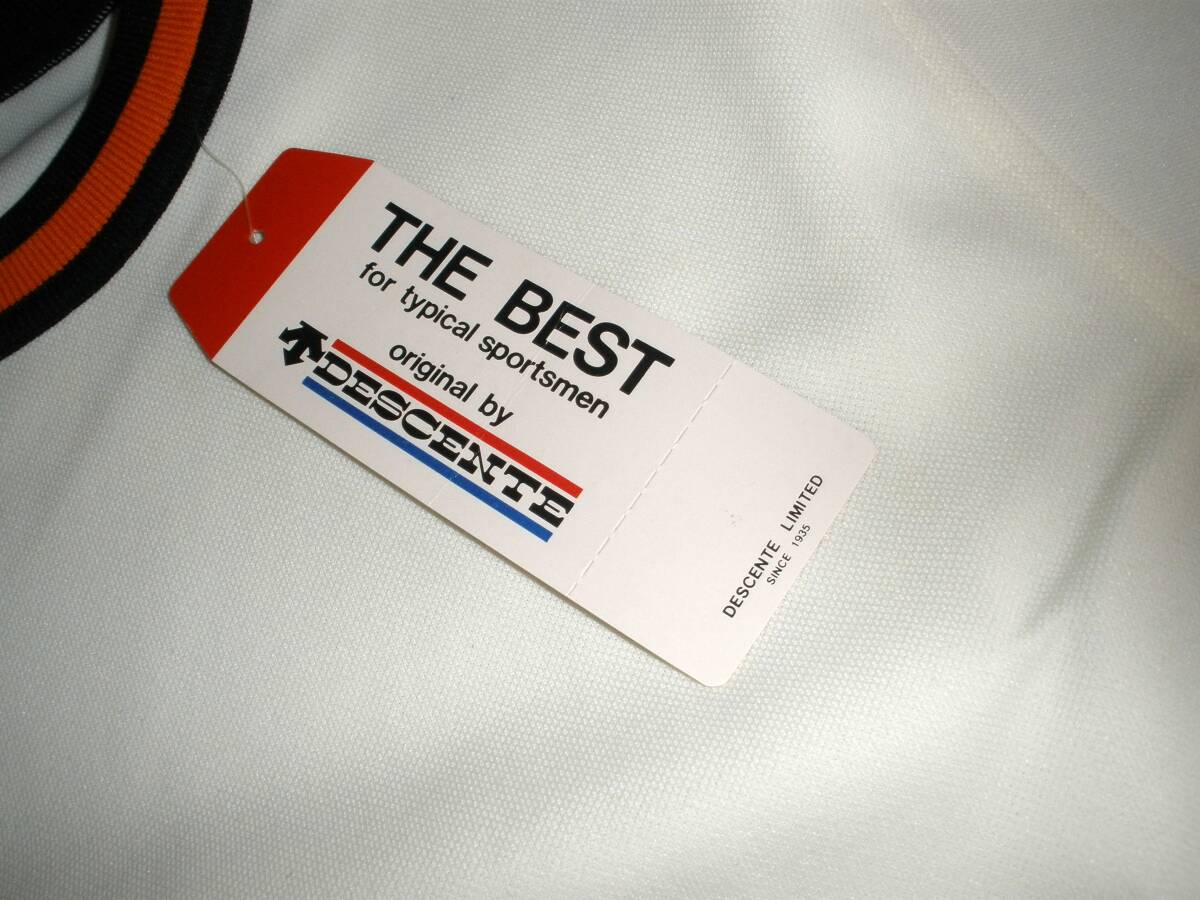 THE BEST
for typical sportsmen
original by
DESCENTE
DESCENTE LIMITED
SINCE 1935